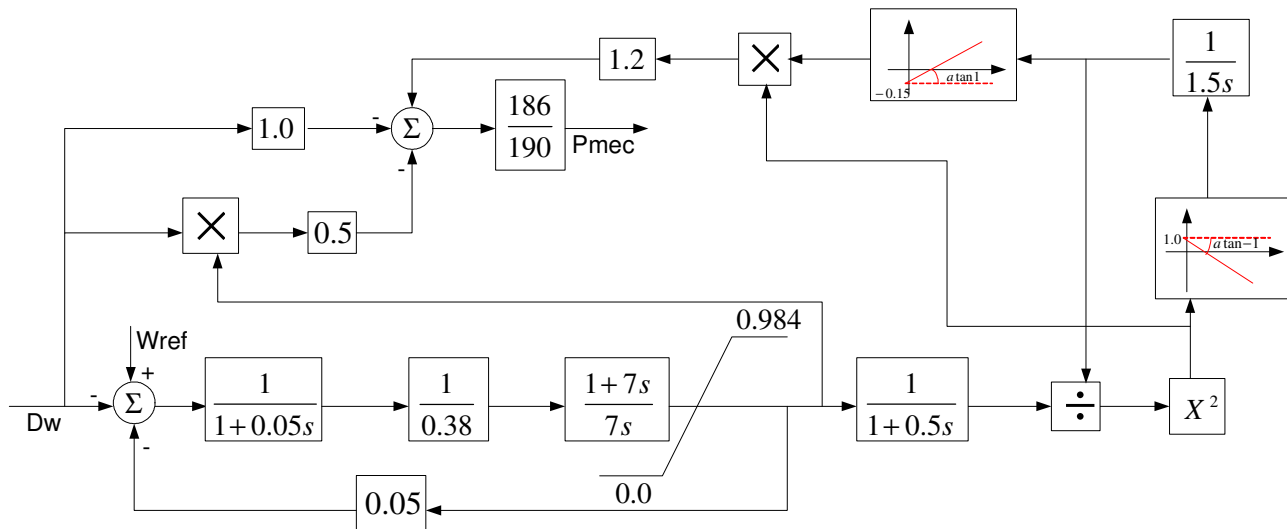 1.2
×
-0.15
a tan1
1
1.5s
1.0
-
Σ
-
186
190
Pmec
×
0.5
1.0
a tan−1
Wref
0.984
+
-
Σ
-
Dw
1
1+0.05s
1
0.38
1+7s
7s
0.0
1
1+0.5s
÷
X²
0.05